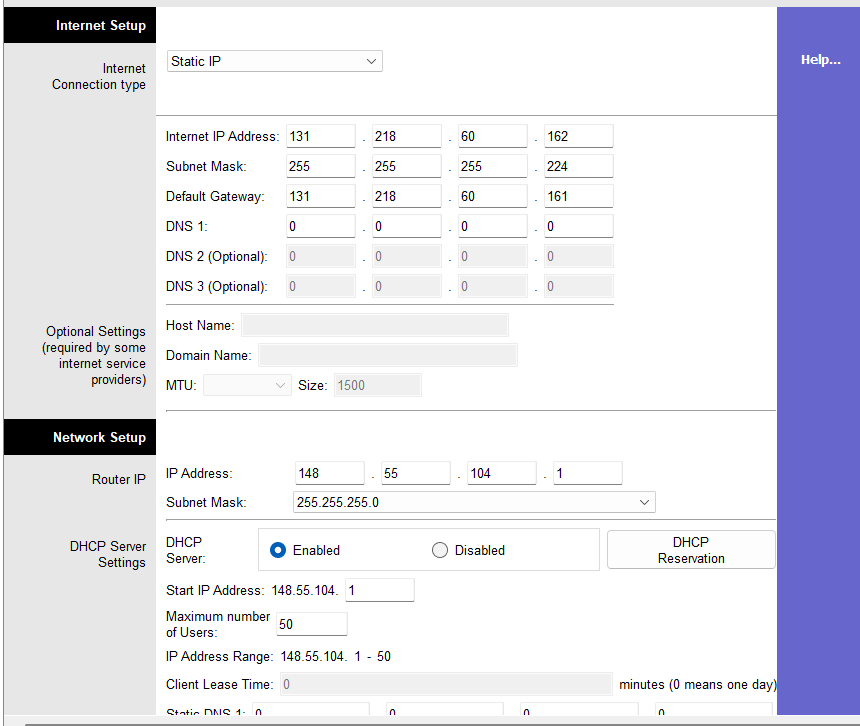 Internet Setup
Help...
Internet
Connection type
Static IP
Internet IP Address: 131 . 218 . 60 . 162
Subnet Mask: 255 . 255 . 255 . 224
Default Gateway: 131 . 218 . 60 . 161
DNS 1: 0 . 0 . 0 . 0
DNS 2 (Optional): 0 . 0 . 0 . 0
DNS 3 (Optional): 0 . 0 . 0 . 0
Optional Settings
(required by some
internet service
providers)
Host Name:
Domain Name:
MTU: Size: 1500
Network Setup
Router IP
IP Address: 148 . 55 . 104 . 1
Subnet Mask: 255.255.255.0
DHCP Server
Settings
DHCP
Server:
Enabled Disabled
DHCP
Reservation
Start IP Address: 148.55.104. 1
Maximum number
of Users: 50
IP Address Range: 148.55.104. 1 - 50
Client Lease Time: 0 minutes (0 means one day)
Static DNS 1: 0 . 0 . 0 . 0